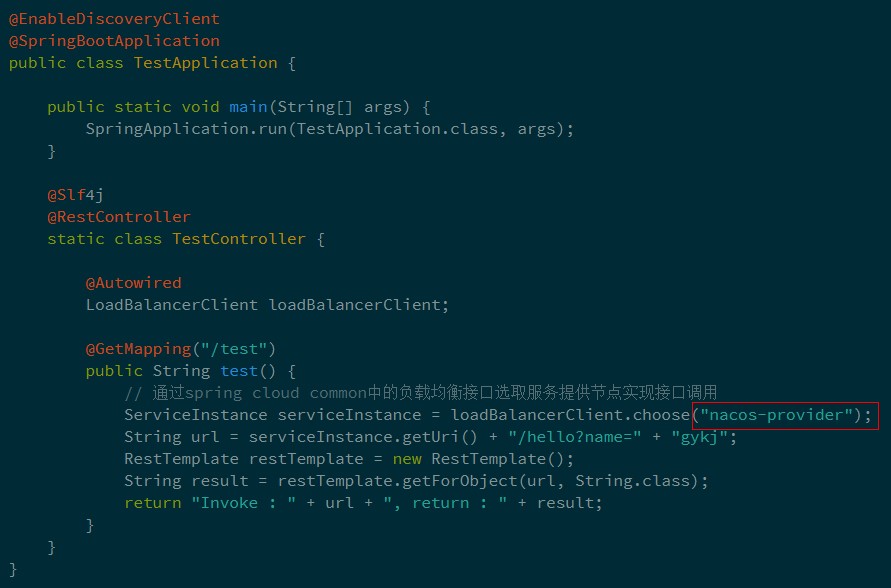 @EnableDiscoveryClient
@SpringBootApplication
public class TestApplication {
public static void main(String[] args) {
SpringApplication.run(TestApplication.class, args);
}
@Slf4j
@RestController
static class TestController {
@Autowired
LoadBalancerClient loadBalancerClient;
@GetMapping("/test")
public String test() {
// 通过spring cloud common中的负载均衡接口选取服务提供节点实现接口调用
ServiceInstance serviceInstance = loadBalancerClient.choose("nacos-provider");
String url = serviceInstance.getUri() + "/hello?name=" + "gykj";
RestTemplate restTemplate = new RestTemplate();
String result = restTemplate.getForObject(url, String.class);
return "Invoke : " + url + ", return : " + result;
}
}
}